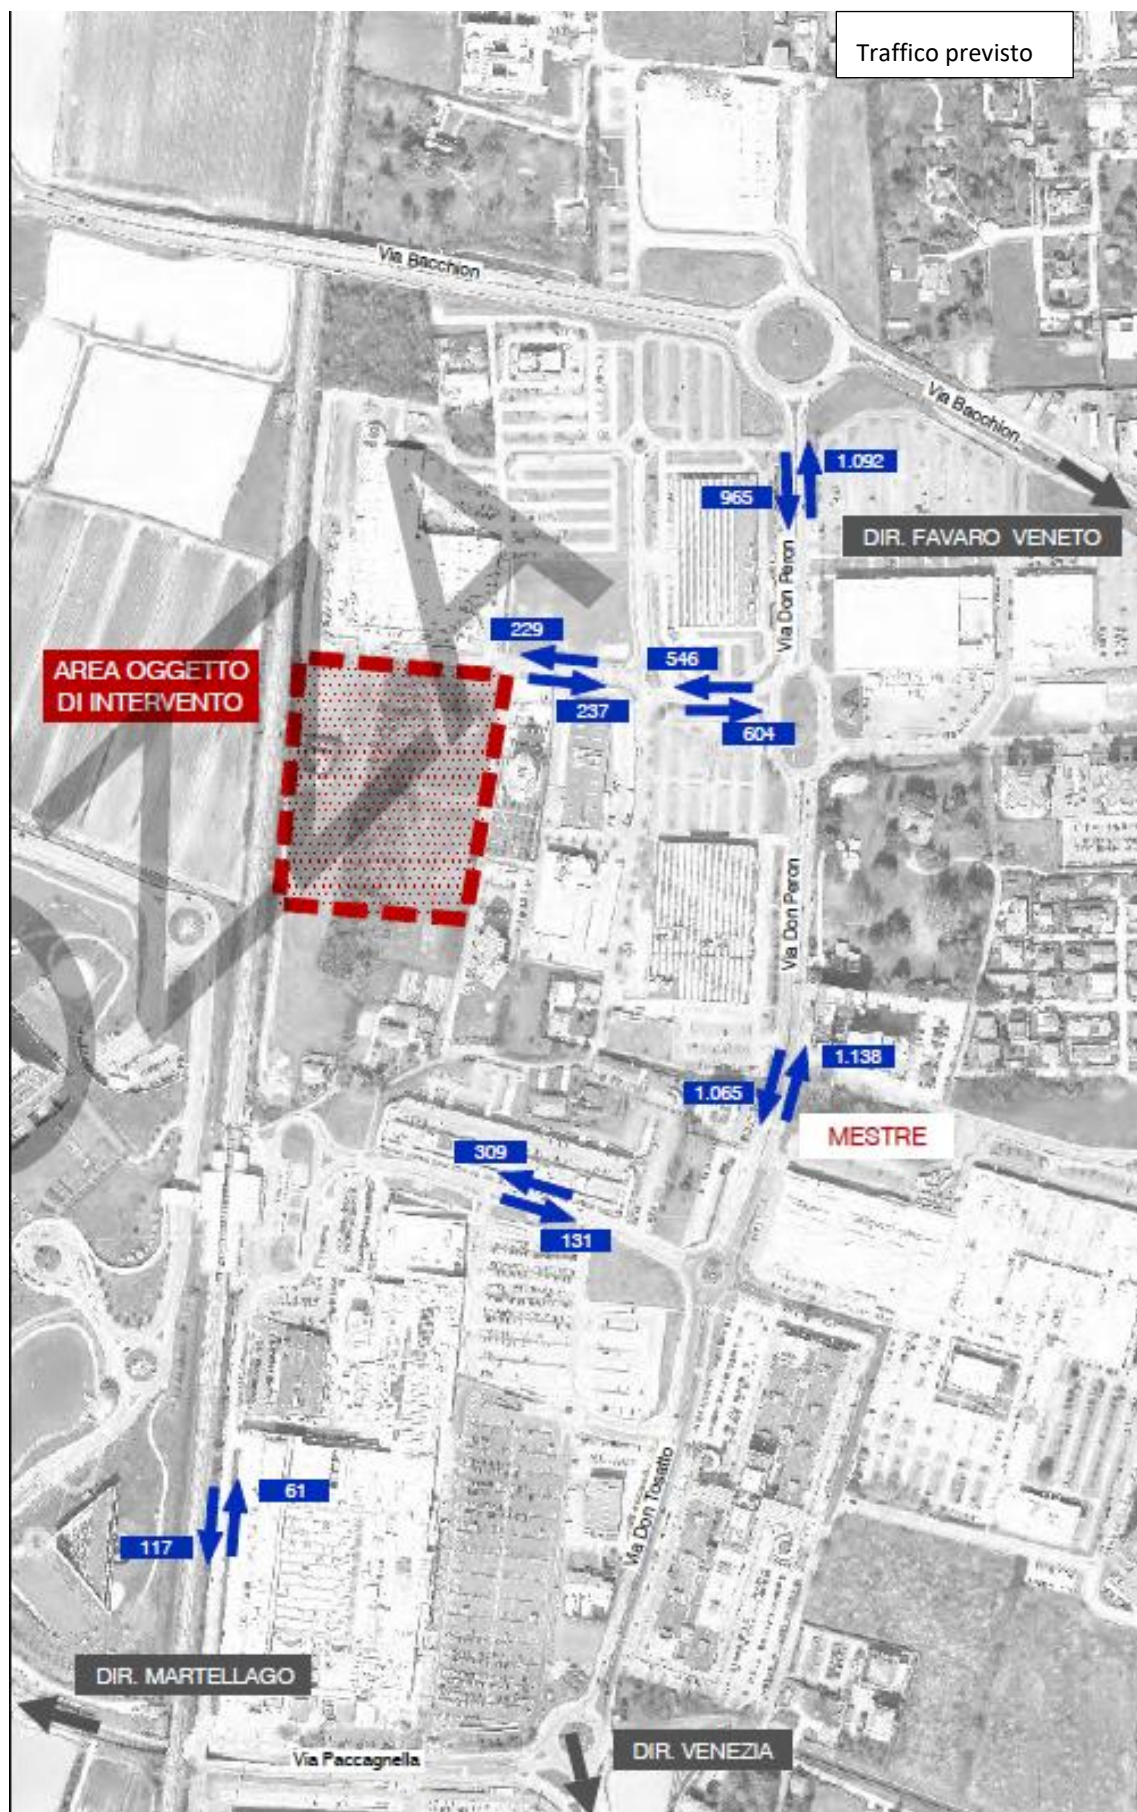 Traffico previsto
Via Bacchion
Via Bacchion
1.092
965
DIR. FAVARO VENETO
Via Don Peron
229
546
AREA OGGETTO
DI INTERVENTO
237
604
Via Don Peron
1.138
1.065
MESTRE
309
131
Via Don Tosatto
61
117
DIR. MARTELLAGO
DIR. VENEZIA
Via Paccagnella